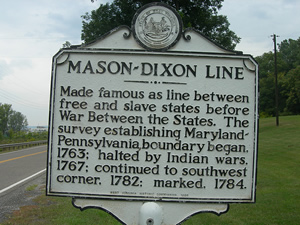 MASON-DIXON LINE
Made famous as line between
free and slave states before
War Between the States. The
survey establishing Maryland-
Pennsylvania boundary began,
1763; halted by Indian wars,
1767; continued to southwest
corner, 1782; marked, 1784.